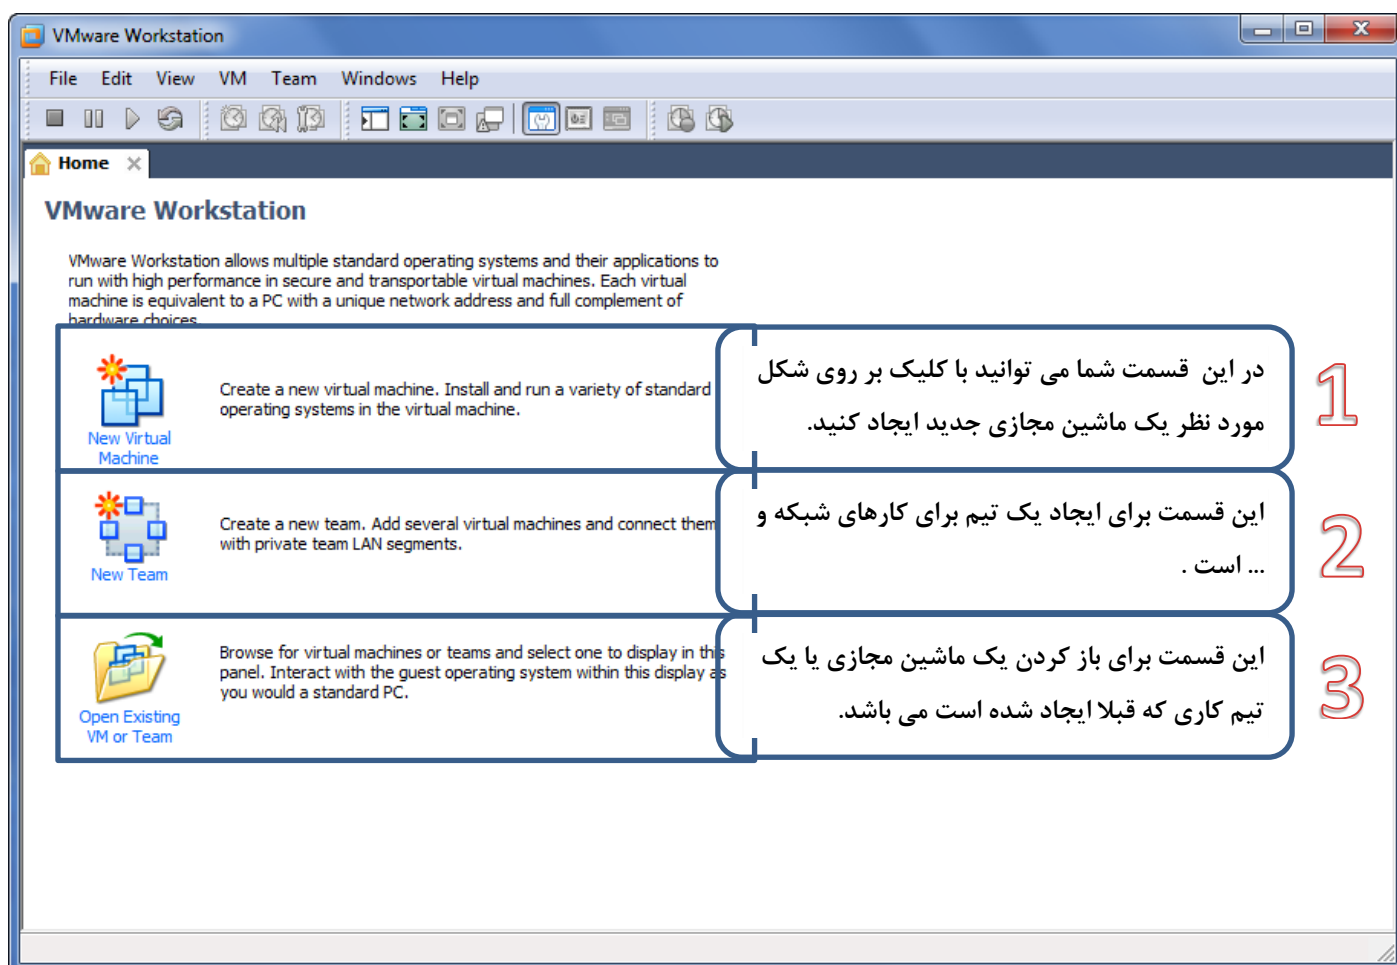 VMware Workstation
File Edit View VM Team Windows Help
Home
VMware Workstation
VMware Workstation allows multiple standard operating systems and their applications to
run with high performance in secure and transportable virtual machines. Each virtual
machine is equivalent to a PC with a unique network address and full complement of
hardware choices.
New Virtual
Machine
Create a new virtual machine. Install and run a variety of standard
operating systems in the virtual machine.
در این قسمت شما می توانید با کلیک بر روی شکل
مورد نظر یک ماشین مجازی جدید ایجاد کنید.
1
New Team
Create a new team. Add several virtual machines and connect them
with private team LAN segments.
این قسمت برای ایجاد یک تیم برای کارهای شبکه و
... است .
2
Open Existing
VM or Team
Browse for virtual machines or teams and select one to display in this
panel. Interact with the guest operating system within this display as
you would a standard PC.
این قسمت برای باز کردن یک ماشین مجازی یا یک
تیم کاری که قبلا ایجاد شده است می باشد.
3